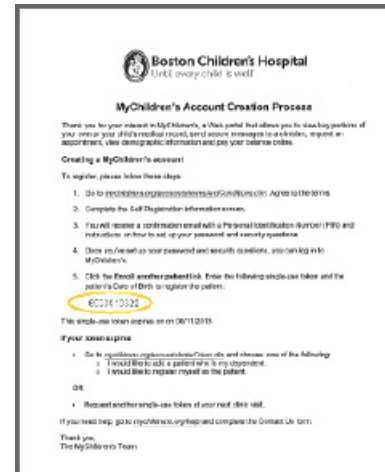 Boston Children's Hospital
Until every child is well
MyChildren's Account Creation Process
Thank you for your interest in MyChildren's, a Web portal that allows you to view key portions of
your own or your child's medical record, send secure messages to a clinician, request an
appointment, view demographic information and pay your balance online.
Creating a MyChildren's account
To register, please follow these steps:
1. Go to Agree to the terms.
2. Complete the Self-Registration information screen.
3. You will receive a confirmation email with a Personal Identification Number (PIN) and
instructions on how to set up your password and security questions.
4. Once you've set up your password and security questions, you can log in to
MyChildren's.
5. Click the Enroll another patient link. Enter the following single-use token and the
patient's Date of Birth to register the patient:
This single-use token expires on
If your token expires
• Go to and choose one of the following:
o I would like to add a patient who is my dependent.
o I would like to register myself as the patient.
OR
• Request another single-use token at your next clinic visit.
If you need help, go to and complete the Contact Us form.
Thank you,
The MyChildren's Team